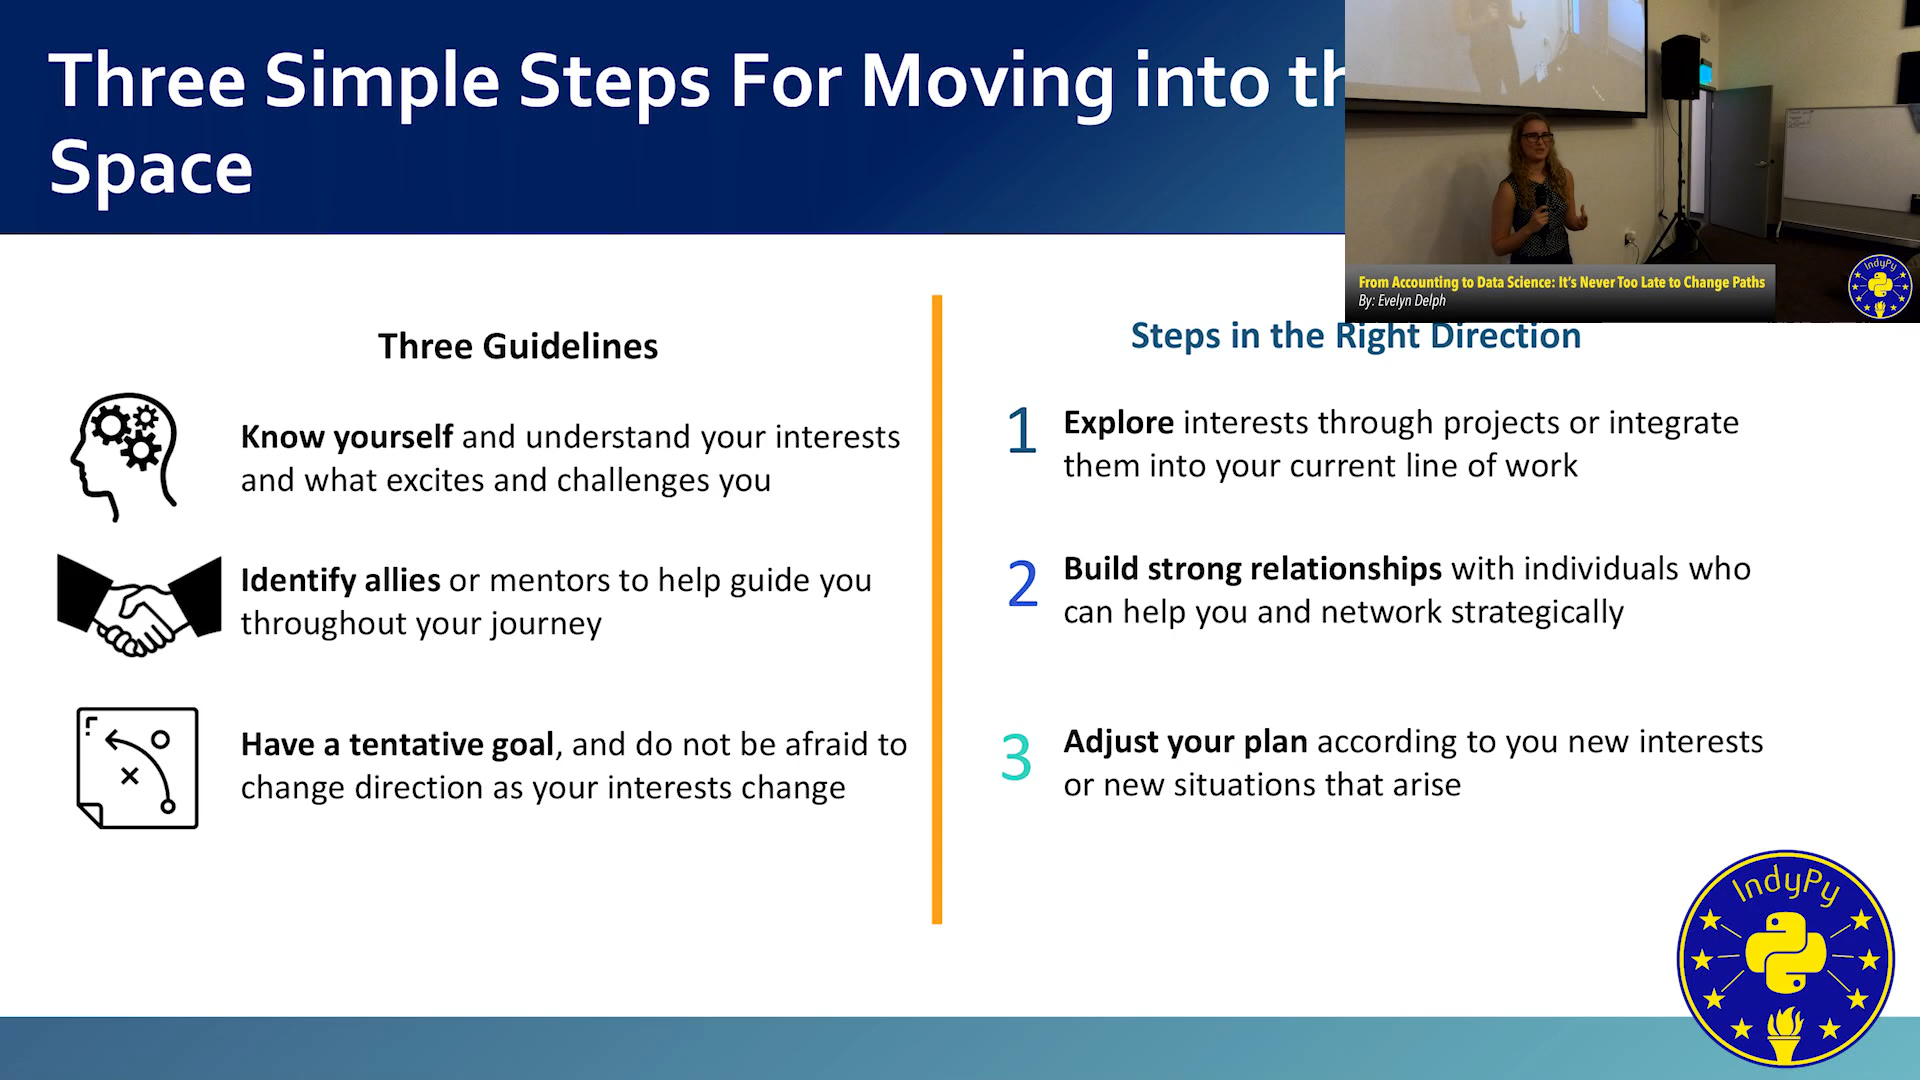 Three Simple Steps For Moving into th
Space
From Accounting to Data Science: It's Never Too Late to Change Paths
By: Evelyn Delph
IndyPy
Three Guidelines
Know yourself and understand your interests
and what excites and challenges you
Identify allies or mentors to help guide you
throughout your journey
Have a tentative goal, and do not be afraid to
change direction as your interests change
Steps in the Right Direction
1
Explore interests through projects or integrate
them into your current line of work
2
Build strong relationships with individuals who
can help you and network strategically
3
Adjust your plan according to you new interests
or new situations that arise
IndyPy